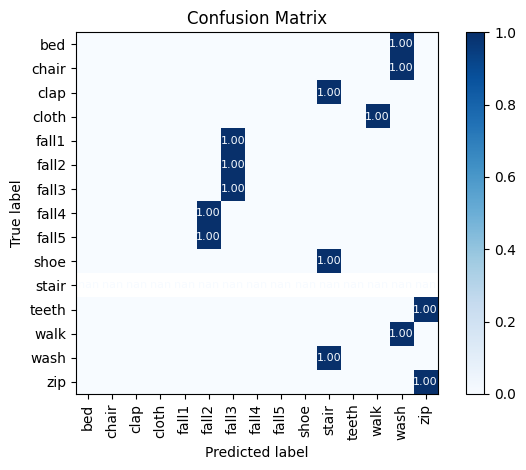 Confusion Matrix
bed 1.00
chair 1.00
clap 1.00
cloth 1.00
fall1 1.00
fall2 1.00
fall3 1.00
fall4 1.00
fall5 1.00
shoe 1.00
stair
teeth 1.00
walk 1.00
wash 1.00
zip 1.00
True label
bed chair clap cloth fall1 fall2 fall3 fall4 fall5 shoe stair teeth walk wash zip
Predicted label
1.0
0.8
0.6
0.4
0.2
0.0